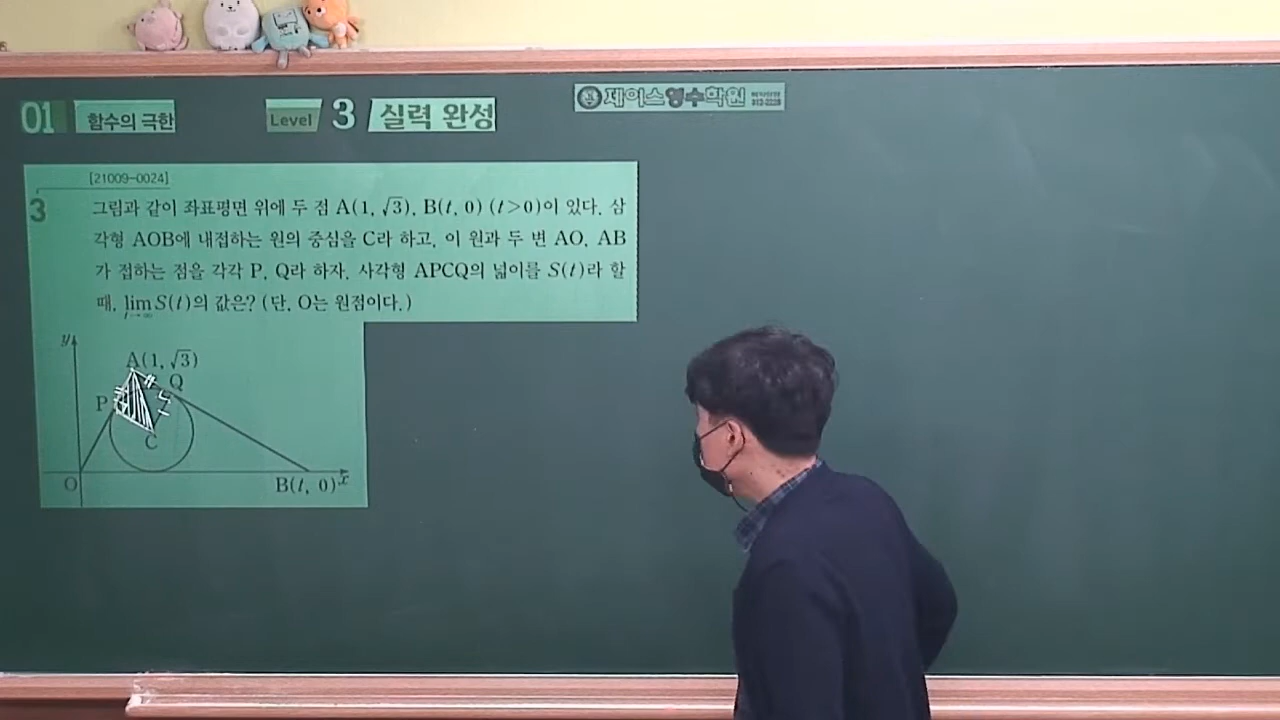 01 함수의 극한
Level 3 실력 완성
제이스영수학원
[21009-0024]
3 그림과 같이 좌표평면 위에 두 점 A(1, √3), B(t, 0) (t>0)이 있다. 삼
각형 AOB에 내접하는 원의 중심을 C라 하고, 이 원과 두 변 AO, AB
가 접하는 점을 각각 P, Q라 하자. 사각형 APCQ의 넓이를 S(t)라 할
때, lim S(t)의 값은? (단, O는 원점이다.)
t→∞
y
A(1, √3)
Q
P
C
O
B(t, 0)
x